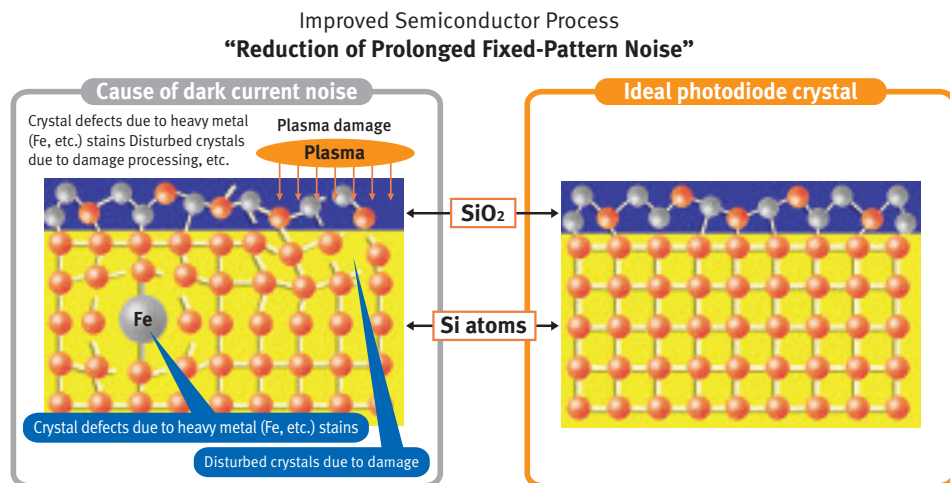 Improved Semiconductor Process
“Reduction of Prolonged Fixed-Pattern Noise”
Cause of dark current noise
Crystal defects due to heavy metal
(Fe, etc.) stains Disturbed crystals
due to damage processing, etc.
Plasma damage
Plasma
Fe
Crystal defects due to heavy metal (Fe, etc.) stains
Disturbed crystals due to damage
SiO₂
Si atoms
Ideal photodiode crystal